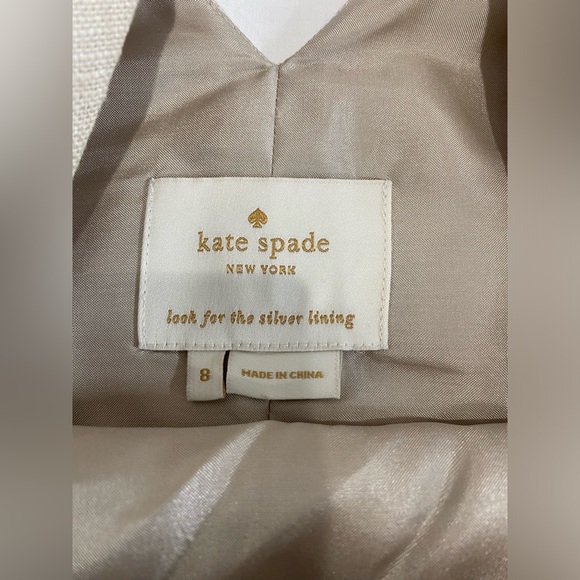 kate spade
NEW YORK
look for the silver lining
8
MADE IN CHINA